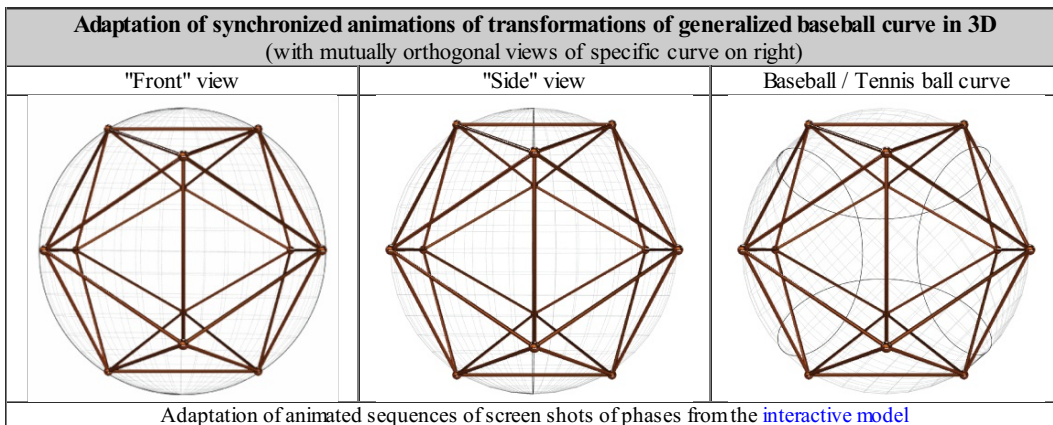 Adaptation of synchronized animations of transformations of generalized baseball curve in 3D
(with mutually orthogonal views of specific curve on right)
"Front" view
"Side" view
Baseball / Tennis ball curve
Adaptation of animated sequences of screen shots of phases from the interactive model